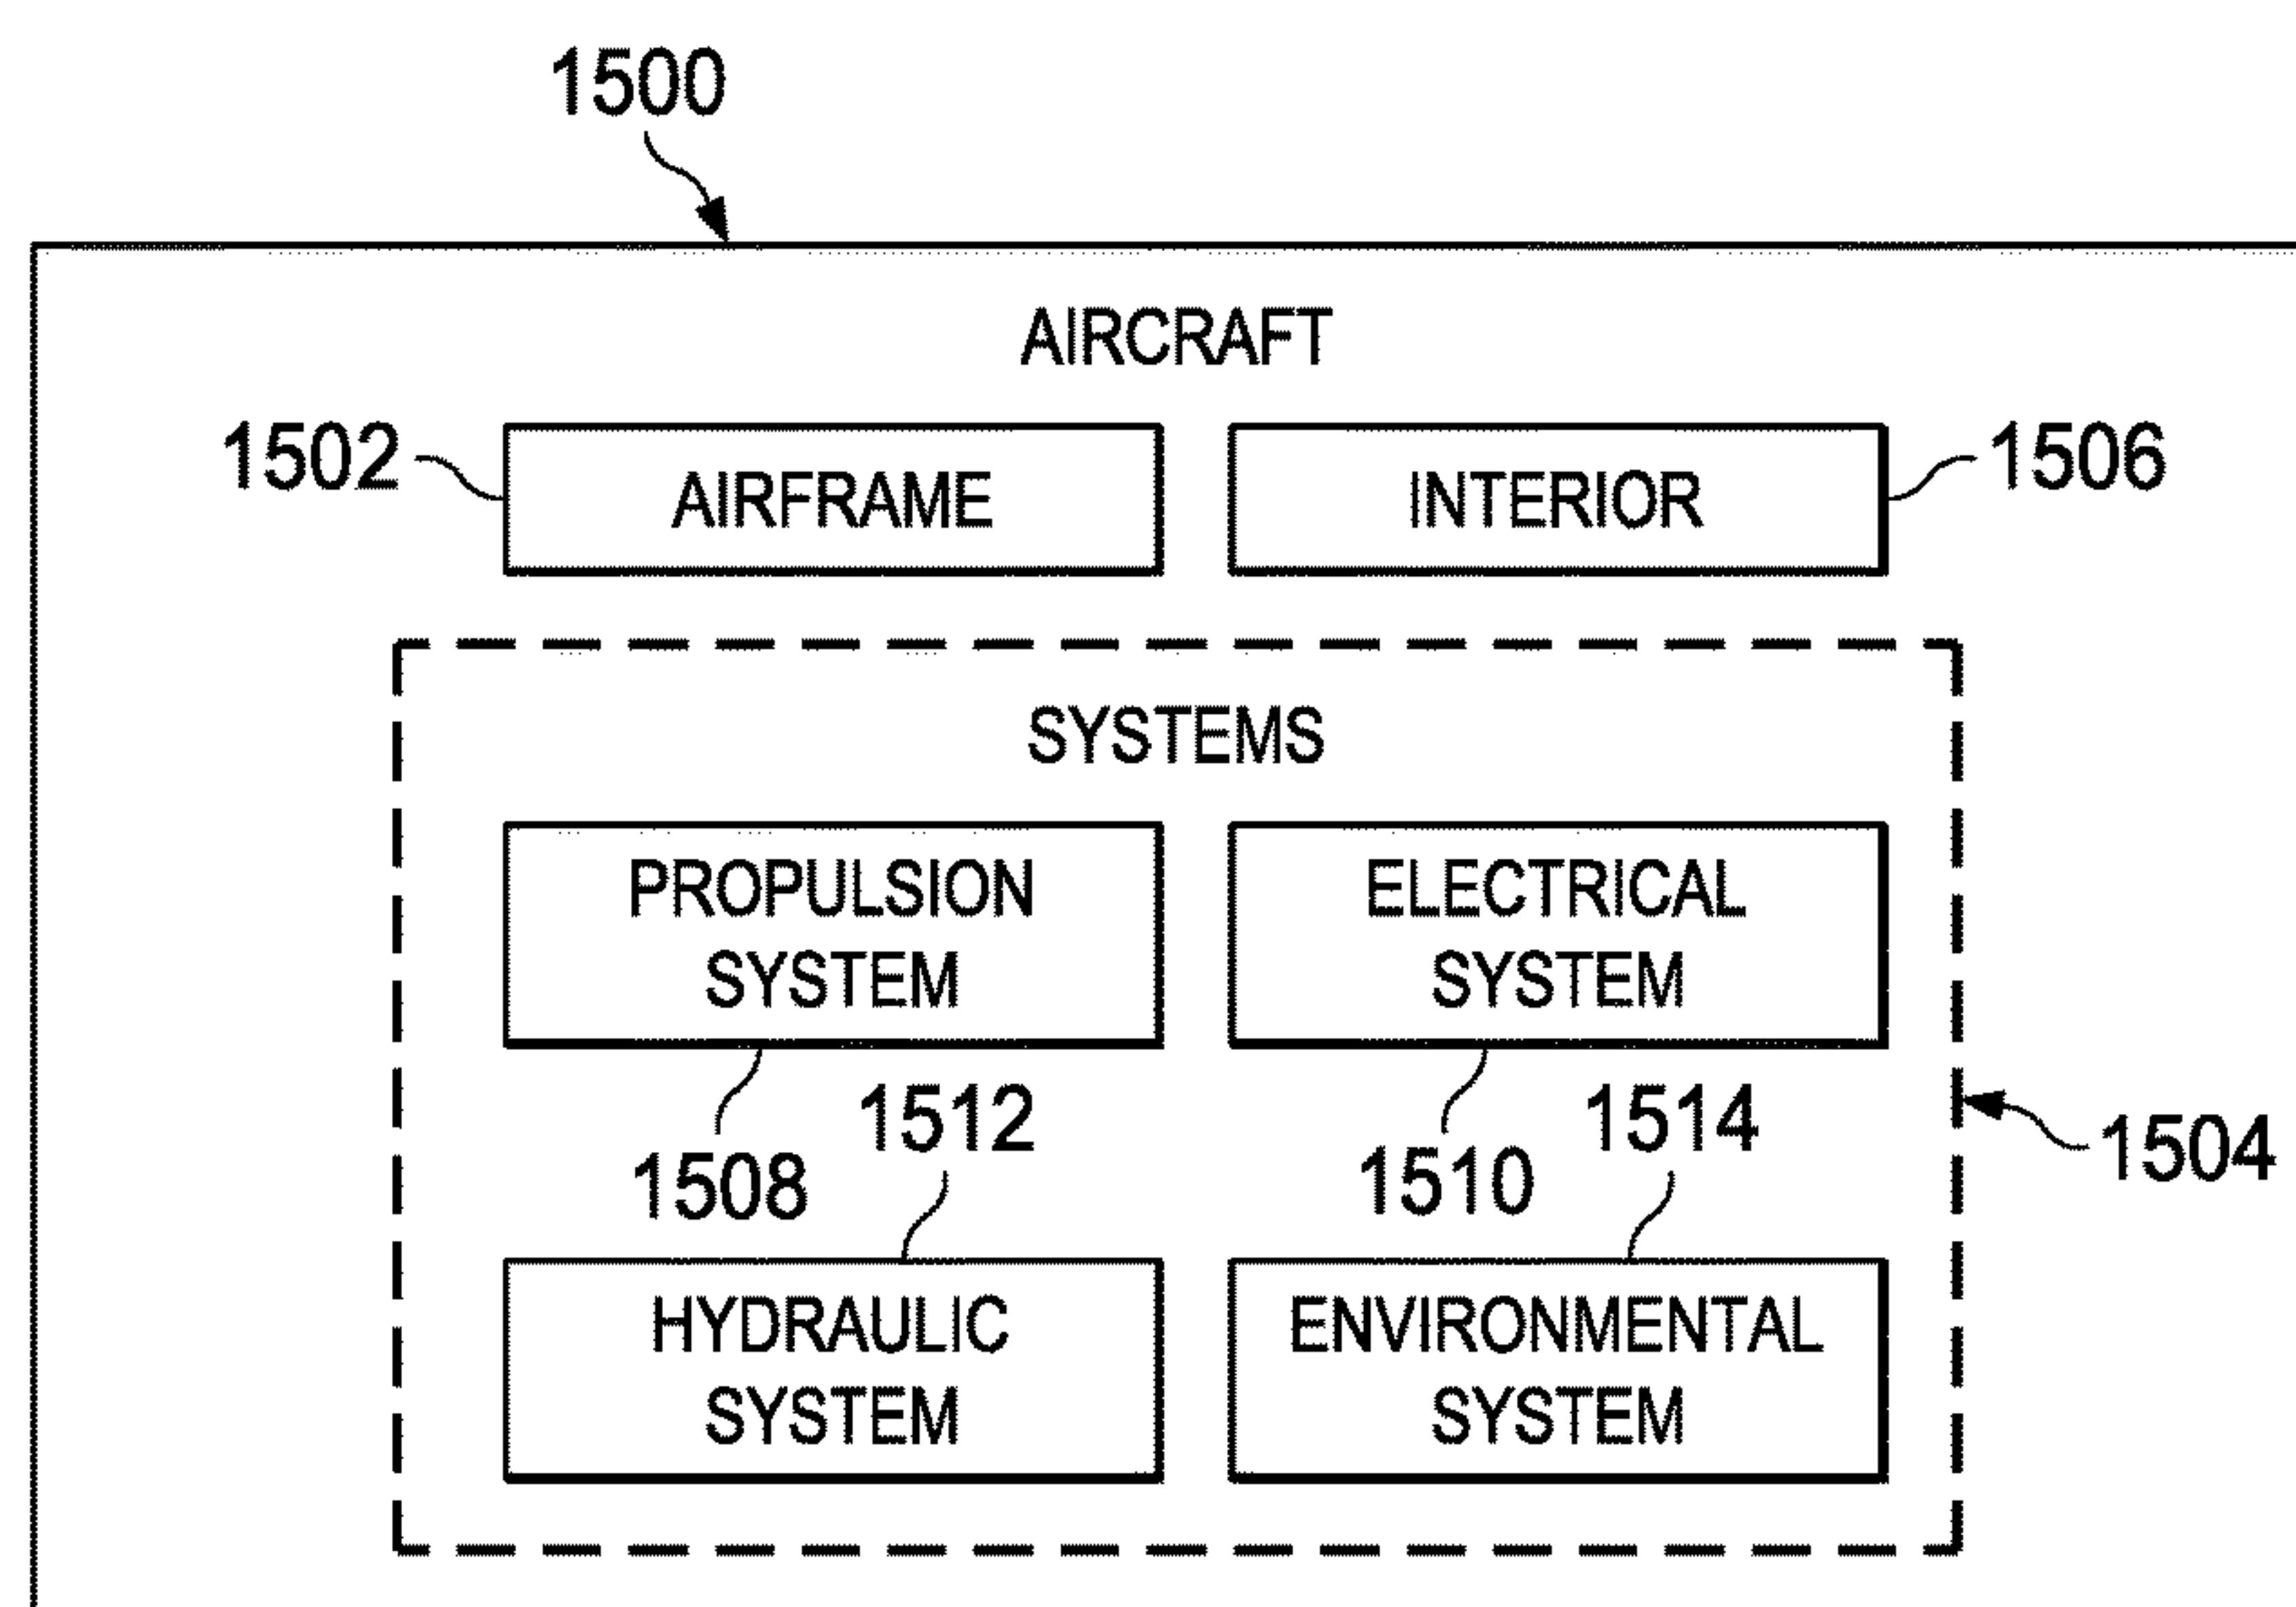 1500
AIRCRAFT
1502
AIRFRAME
INTERIOR
1506
SYSTEMS
PROPULSION
SYSTEM
ELECTRICAL
SYSTEM
1508
1512
1510
1514
1504
HYDRAULIC
SYSTEM
ENVIRONMENTAL
SYSTEM